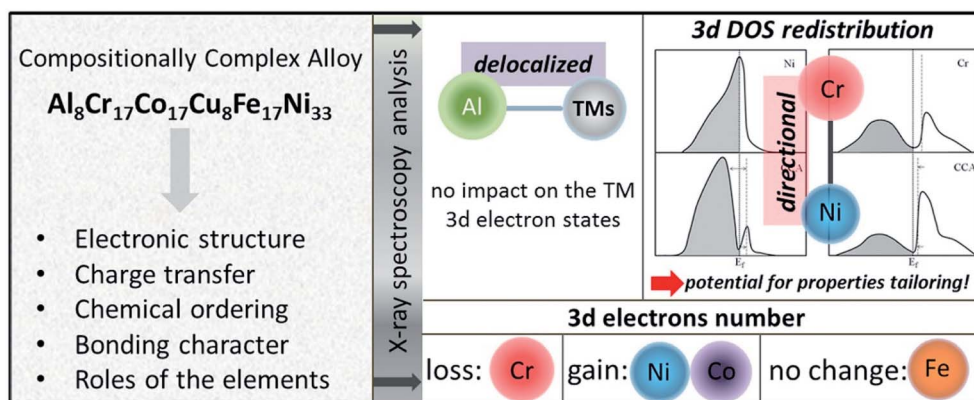 Compositionally Complex Alloy
Al8Cr17Co17Cu8Fe17Ni33
• Electronic structure
• Charge transfer
• Chemical ordering
• Bonding character
• Roles of the elements
X-ray spectroscopy analysis
delocalized
Al
TMs
no impact on the TM
3d electron states
3d DOS redistribution
Ni
Cr
Cr
directional
Ni
CCA
Ef
Ef
potential for properties tailoring!
3d electrons number
loss: Cr
gain: Ni Co
no change: Fe